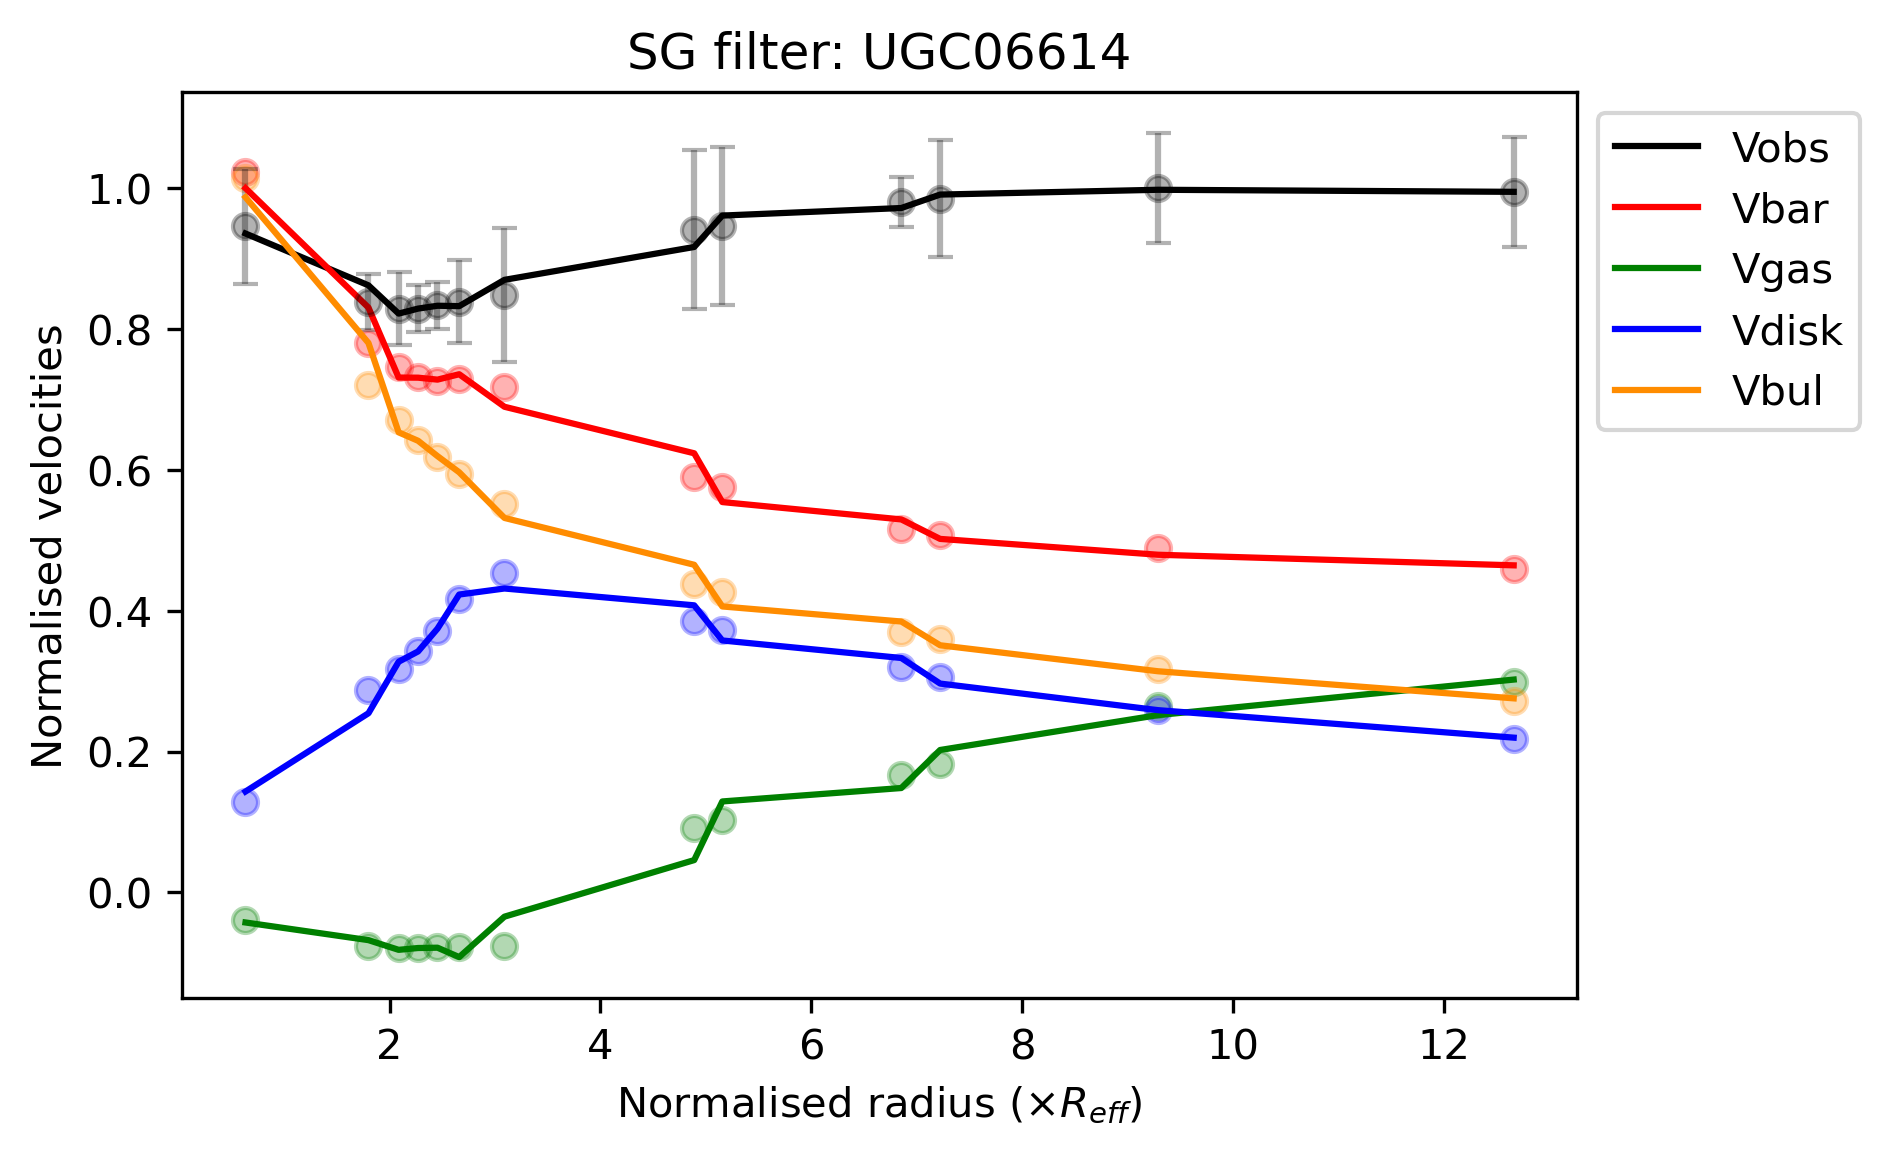 SG filter: UGC06614
Vobs
Vbar
Vgas
Vdisk
Vbul
Normalised velocities
1.0
0.8
0.6
0.4
0.2
0.0
2 4 6 8 10 12
Normalised radius (×R_eff)